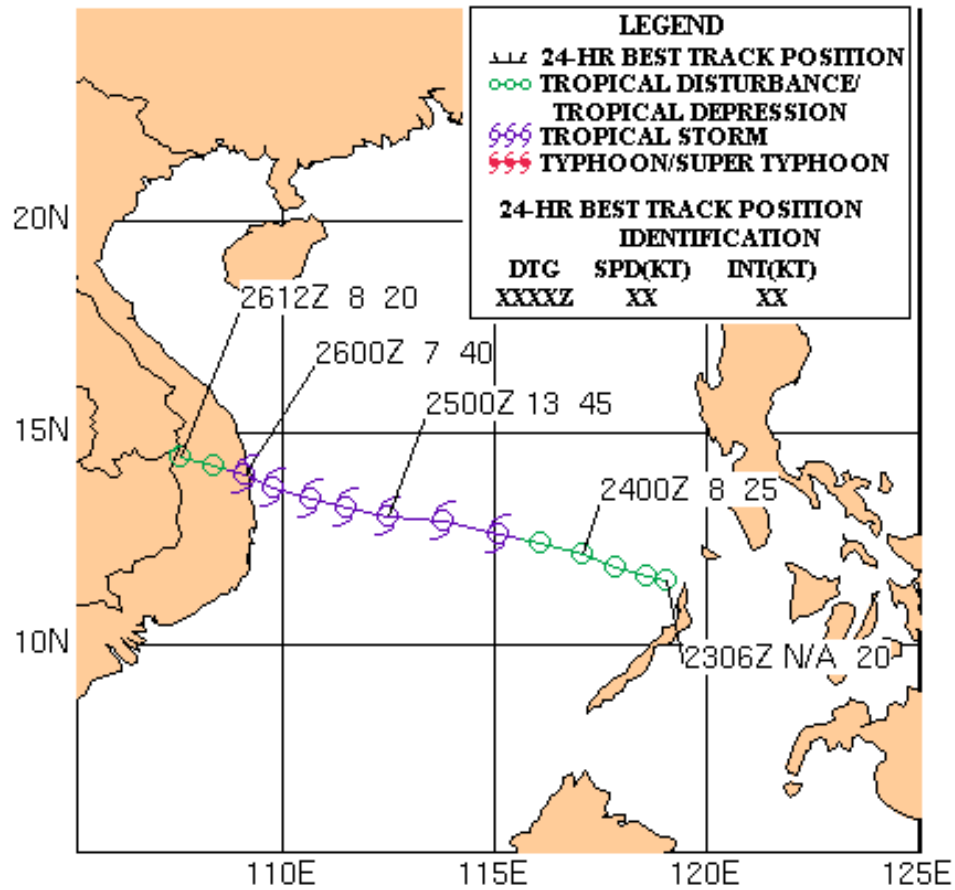 LEGEND
24-HR BEST TRACK POSITION
TROPICAL DISTURBANCE/
TROPICAL DEPRESSION
TROPICAL STORM
TYPHOON/SUPER TYPHOON
24-HR BEST TRACK POSITION
IDENTIFICATION
DTG SPD(KT) INT(KT)
XXXXZ XX XX
20N
2612Z 8 20
2600Z 7 40
2500Z 13 45
15N
2400Z 8 25
10N
2306Z N/A 20
110E 115E 120E 125E